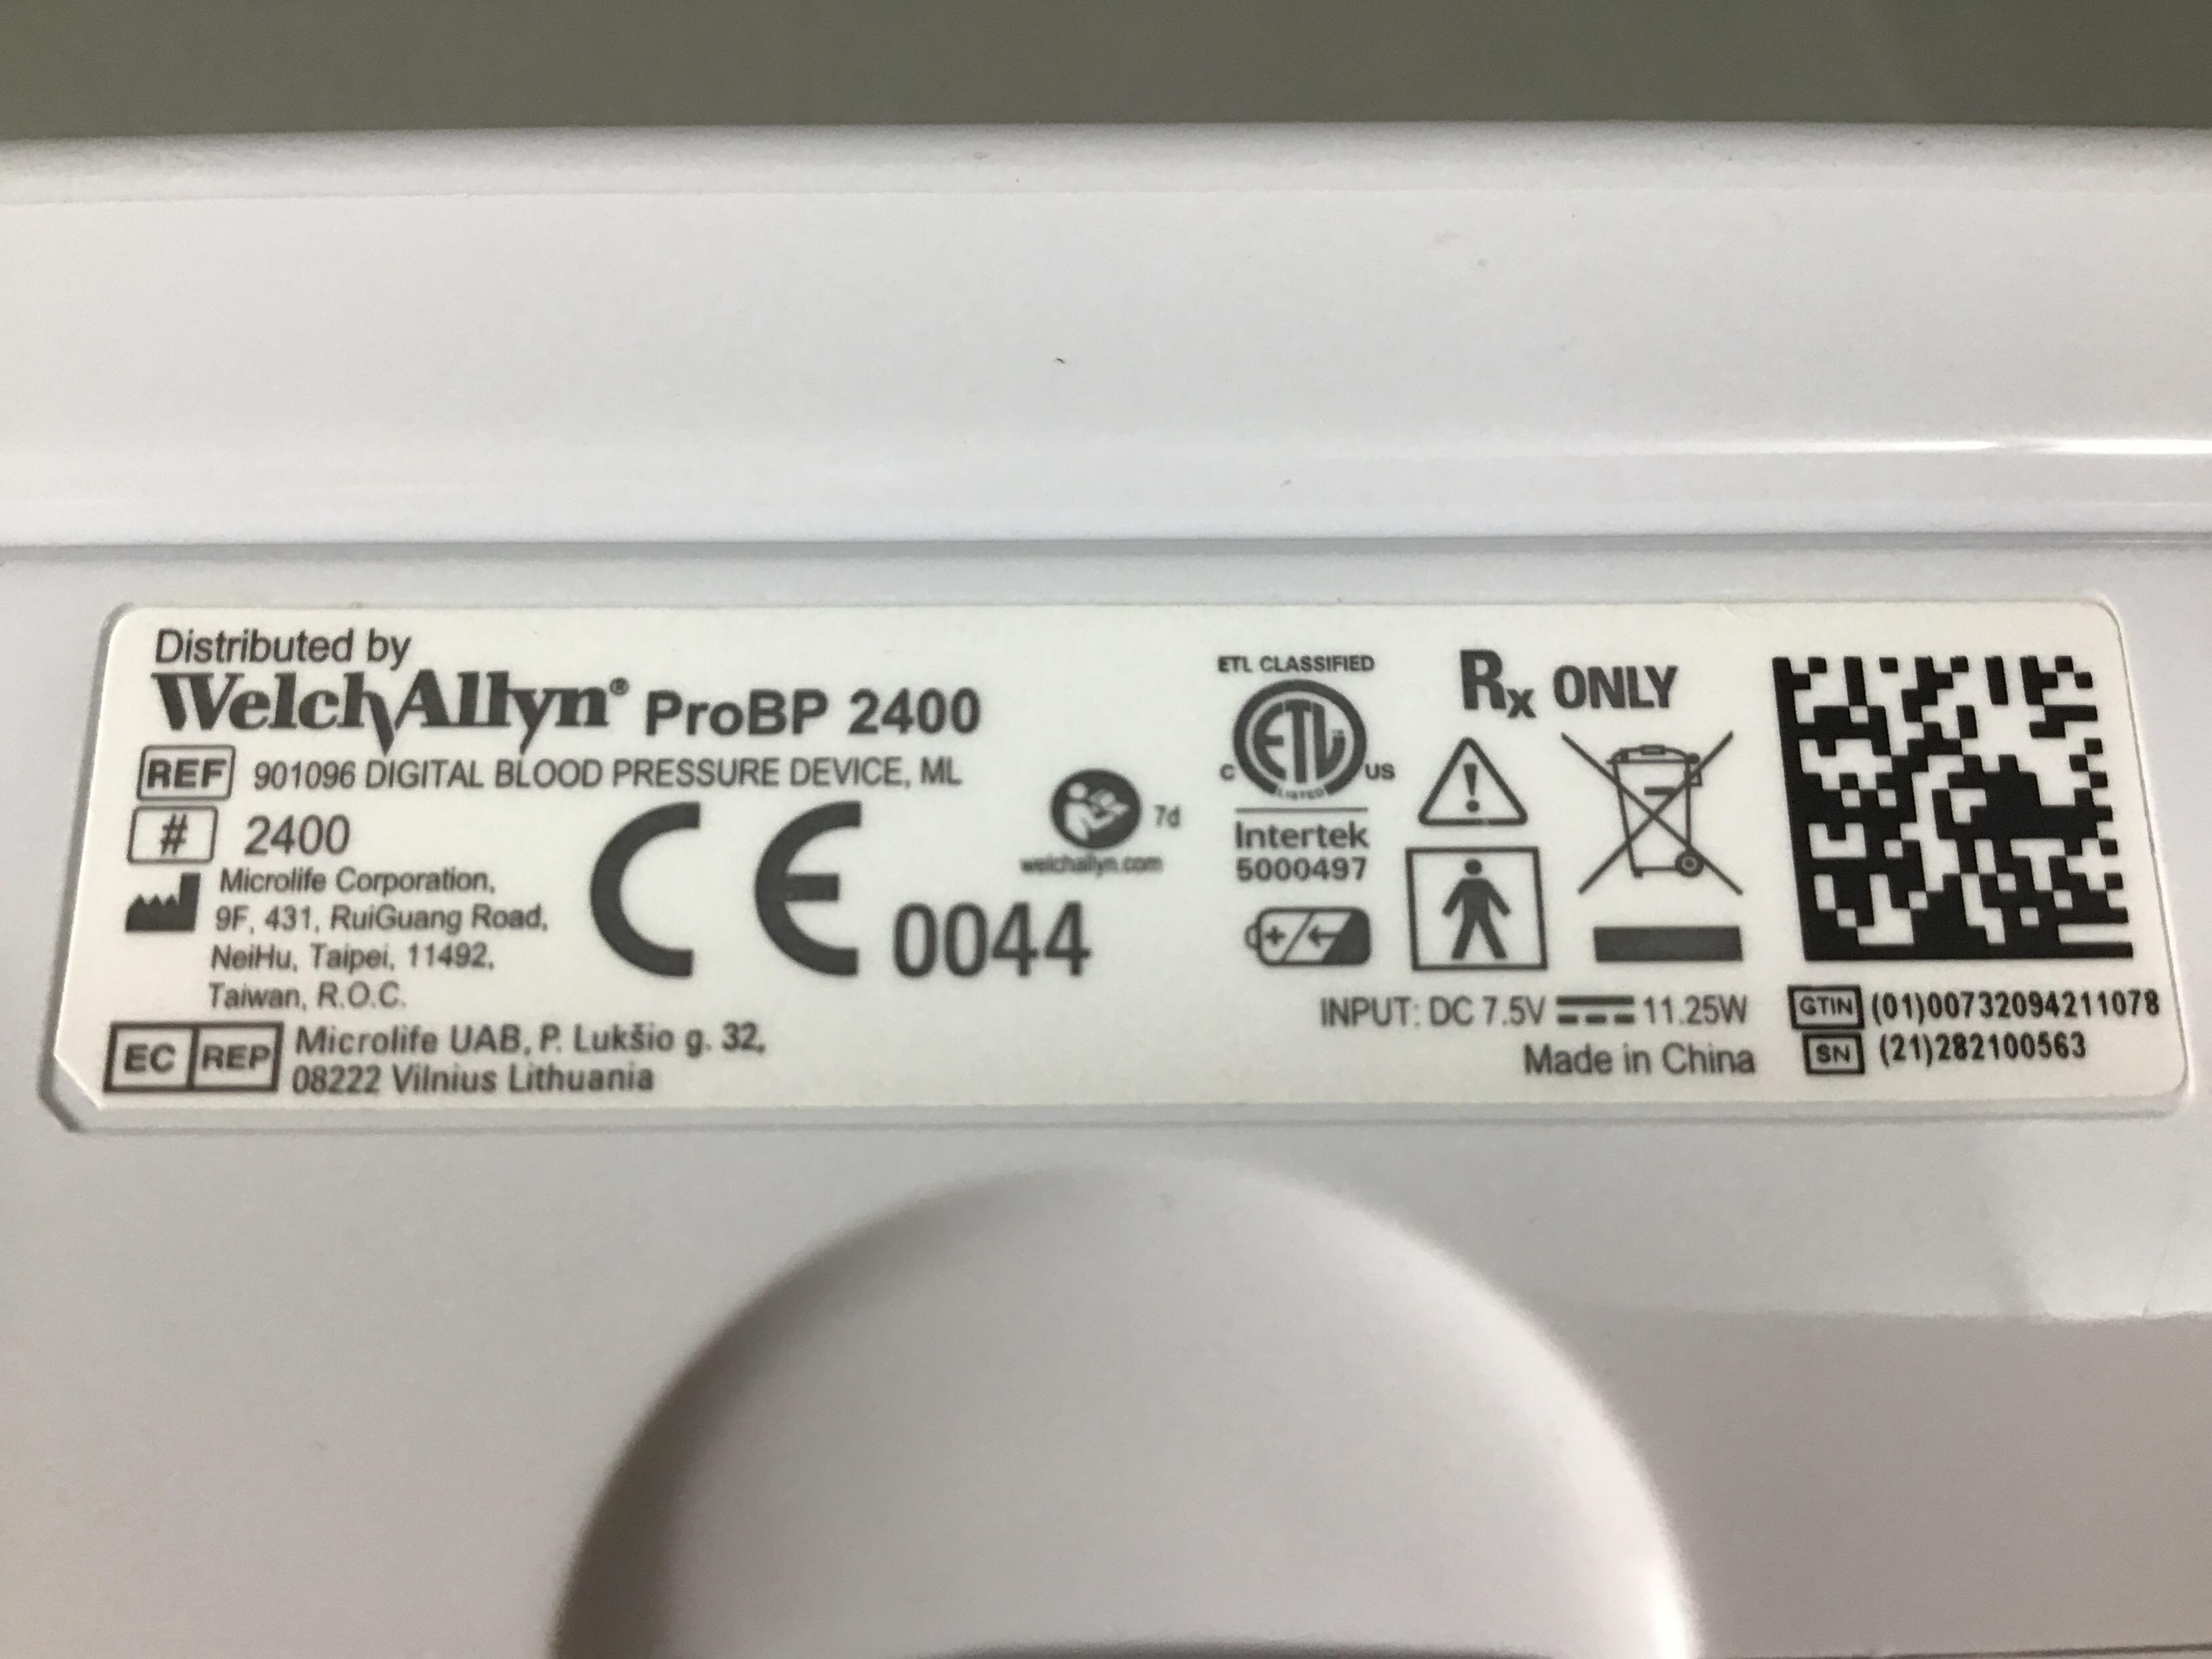 Distributed by
WelchAllyn® ProBP 2400
REF 901096 DIGITAL BLOOD PRESSURE DEVICE, ML
# 2400
Microlife Corporation,
9F, 431, RuiGuang Road,
NeiHu, Taipei, 11492,
Taiwan, R.O.C.
EC REP Microlife UAB, P. Lukšio g. 32,
08222 Vilnius Lithuania
CE 0044
7d
welchallyn.com
ETL CLASSIFIED
C ETL US
LISTED
Intertek
5000497
Rx ONLY
INPUT: DC 7.5V 11.25W
Made in China
GTIN (01)00732094211078
SN (21)282100563